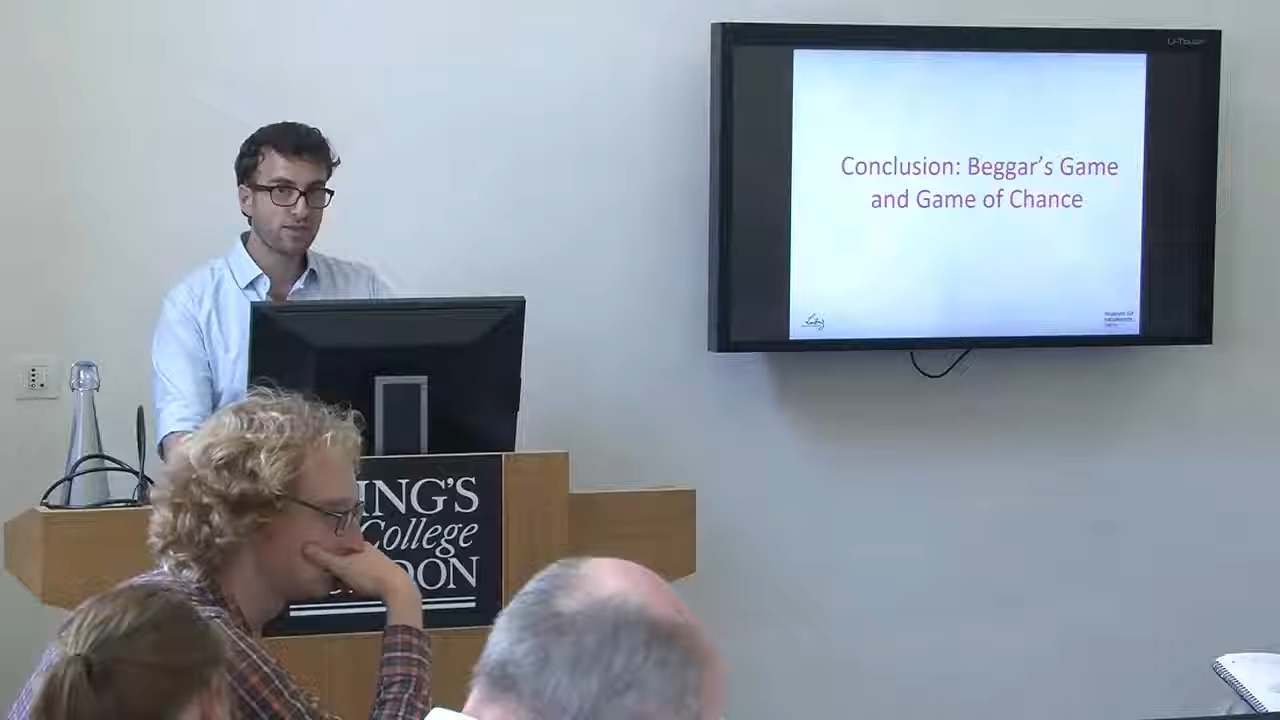 Conclusion: Beggar's Game
and Game of Chance
ING'S
College
DON